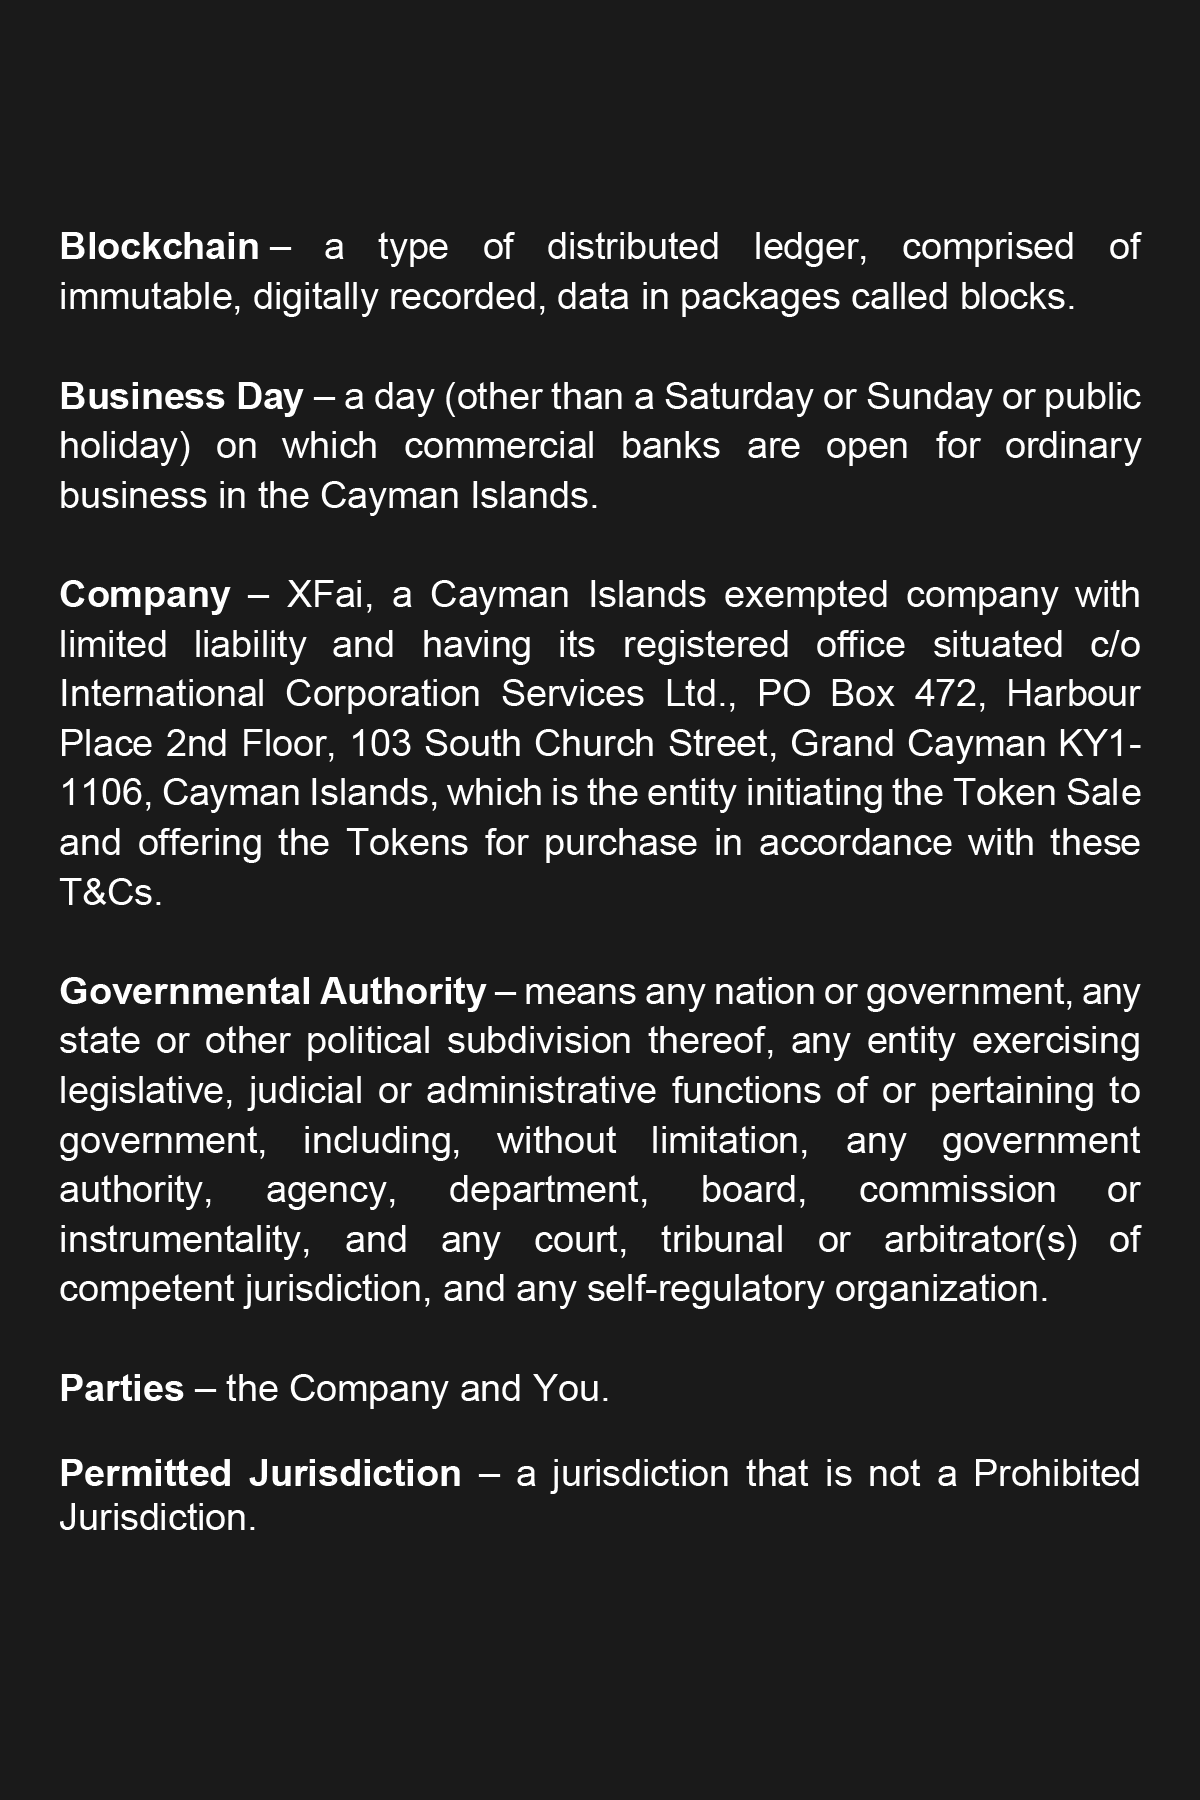 Blockchain – a type of distributed ledger, comprised of
immutable, digitally recorded, data in packages called blocks.
Business Day – a day (other than a Saturday or Sunday or public
holiday) on which commercial banks are open for ordinary
business in the Cayman Islands.
Company – XFai, a Cayman Islands exempted company with
limited liability and having its registered office situated c/o
International Corporation Services Ltd., PO Box 472, Harbour
Place 2nd Floor, 103 South Church Street, Grand Cayman KY1-
1106, Cayman Islands, which is the entity initiating the Token Sale
and offering the Tokens for purchase in accordance with these
T&Cs.
Governmental Authority – means any nation or government, any
state or other political subdivision thereof, any entity exercising
legislative, judicial or administrative functions of or pertaining to
government, including, without limitation, any government
authority, agency, department, board, commission or
instrumentality, and any court, tribunal or arbitrator(s) of
competent jurisdiction, and any self-regulatory organization.
Parties – the Company and You.
Permitted Jurisdiction – a jurisdiction that is not a Prohibited
Jurisdiction.